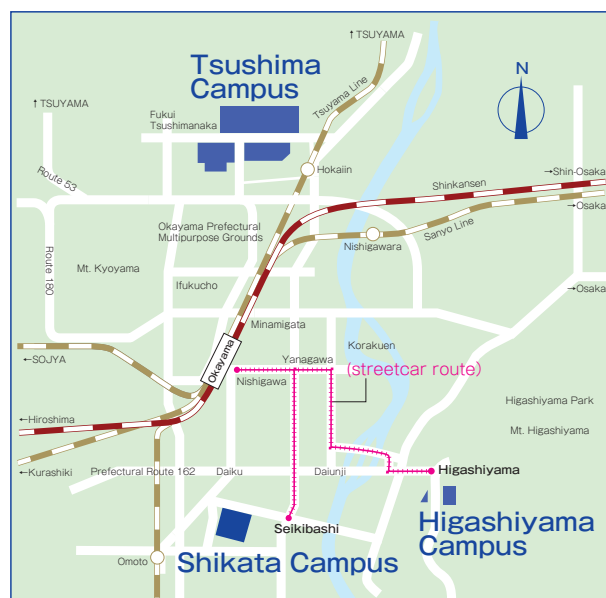 ↑TSUYAMA
Tsushima
Campus
N
↑TSUYAMA
Tsuyama Line
Fukui
Tsushimanaka
Hokaiin
→Shin-Osaka
Route 53
Shinkansen
→Osaka
Okayama Prefectural
Multipurpose Grounds
Nishigawara
Sanyo Line
Route 180
Mt. Kyoyama
Ifukucho
→Osaka
Minamigata
Korakuen
←SOJYA
Okayama
Yanagawa
(streetcar route)
Nishigawa
Higashiyama Park
←Hiroshima
Mt. Higashiyama
←Kurashiki
Prefectural Route 162
Daiku
Daiunji
Higashiyama
Seikibashi
Higashiyama
Campus
Omoto
Shikata Campus